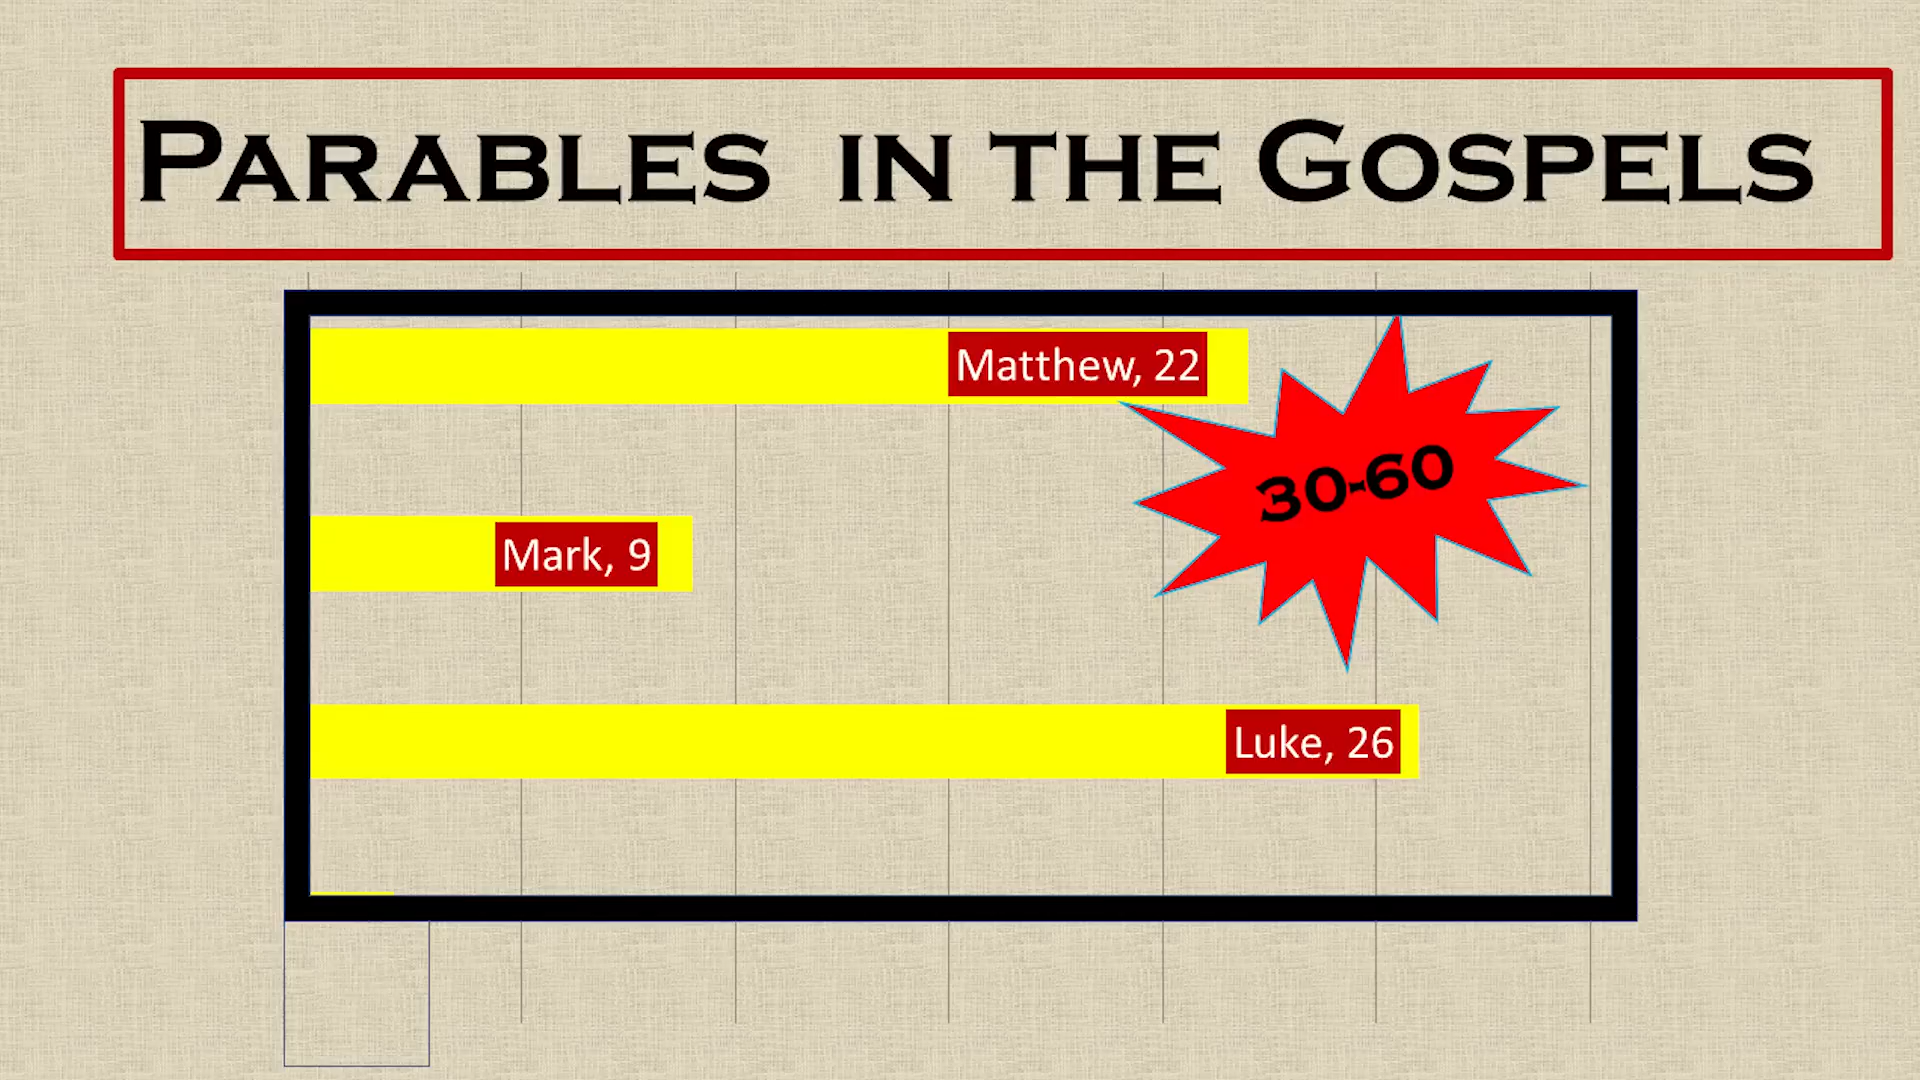 PARABLES IN THE GOSPELS
Matthew, 22
30-60
Mark, 9
Luke, 26